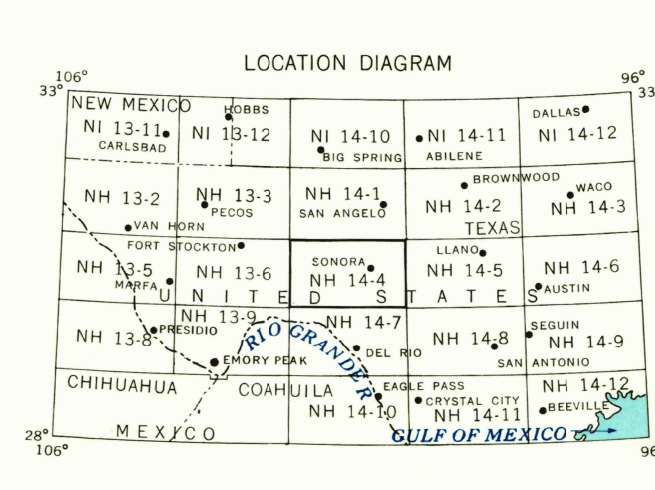 LOCATION DIAGRAM
106° 96°
33° 33
NEW MEXICO HOBBS DALLAS
NI 13-11 NI 13-12 NI 14-10 NI 14-11 NI 14-12
CARLSBAD BIG SPRING ABILENE
BROWNWOOD WACO
NH 13-2 NH 13-3 NH 14-1 NH 14-2 NH 14-3
PECOS SAN ANGELO
VAN HORN TEXAS
FORT STOCKTON SONORA LLANO
NH 13-5 NH 13-6 NH 14-4 NH 14-5 NH 14-6
MARFA AUSTIN
UNITED STATES
NH 13-9 NH 14-7 SEGUIN
NH 13-8 PRESIDIO RIO GRANDE R NH 14-8 NH 14-9
EMORY PEAK DEL RIO SAN ANTONIO
CHIHUAHUA COAHUILA EAGLE PASS NH 14-12
NH 14-10 CRYSTAL CITY BEEVILLE
NH 14-11
MEXICO GULF OF MEXICO
28°
106° 96